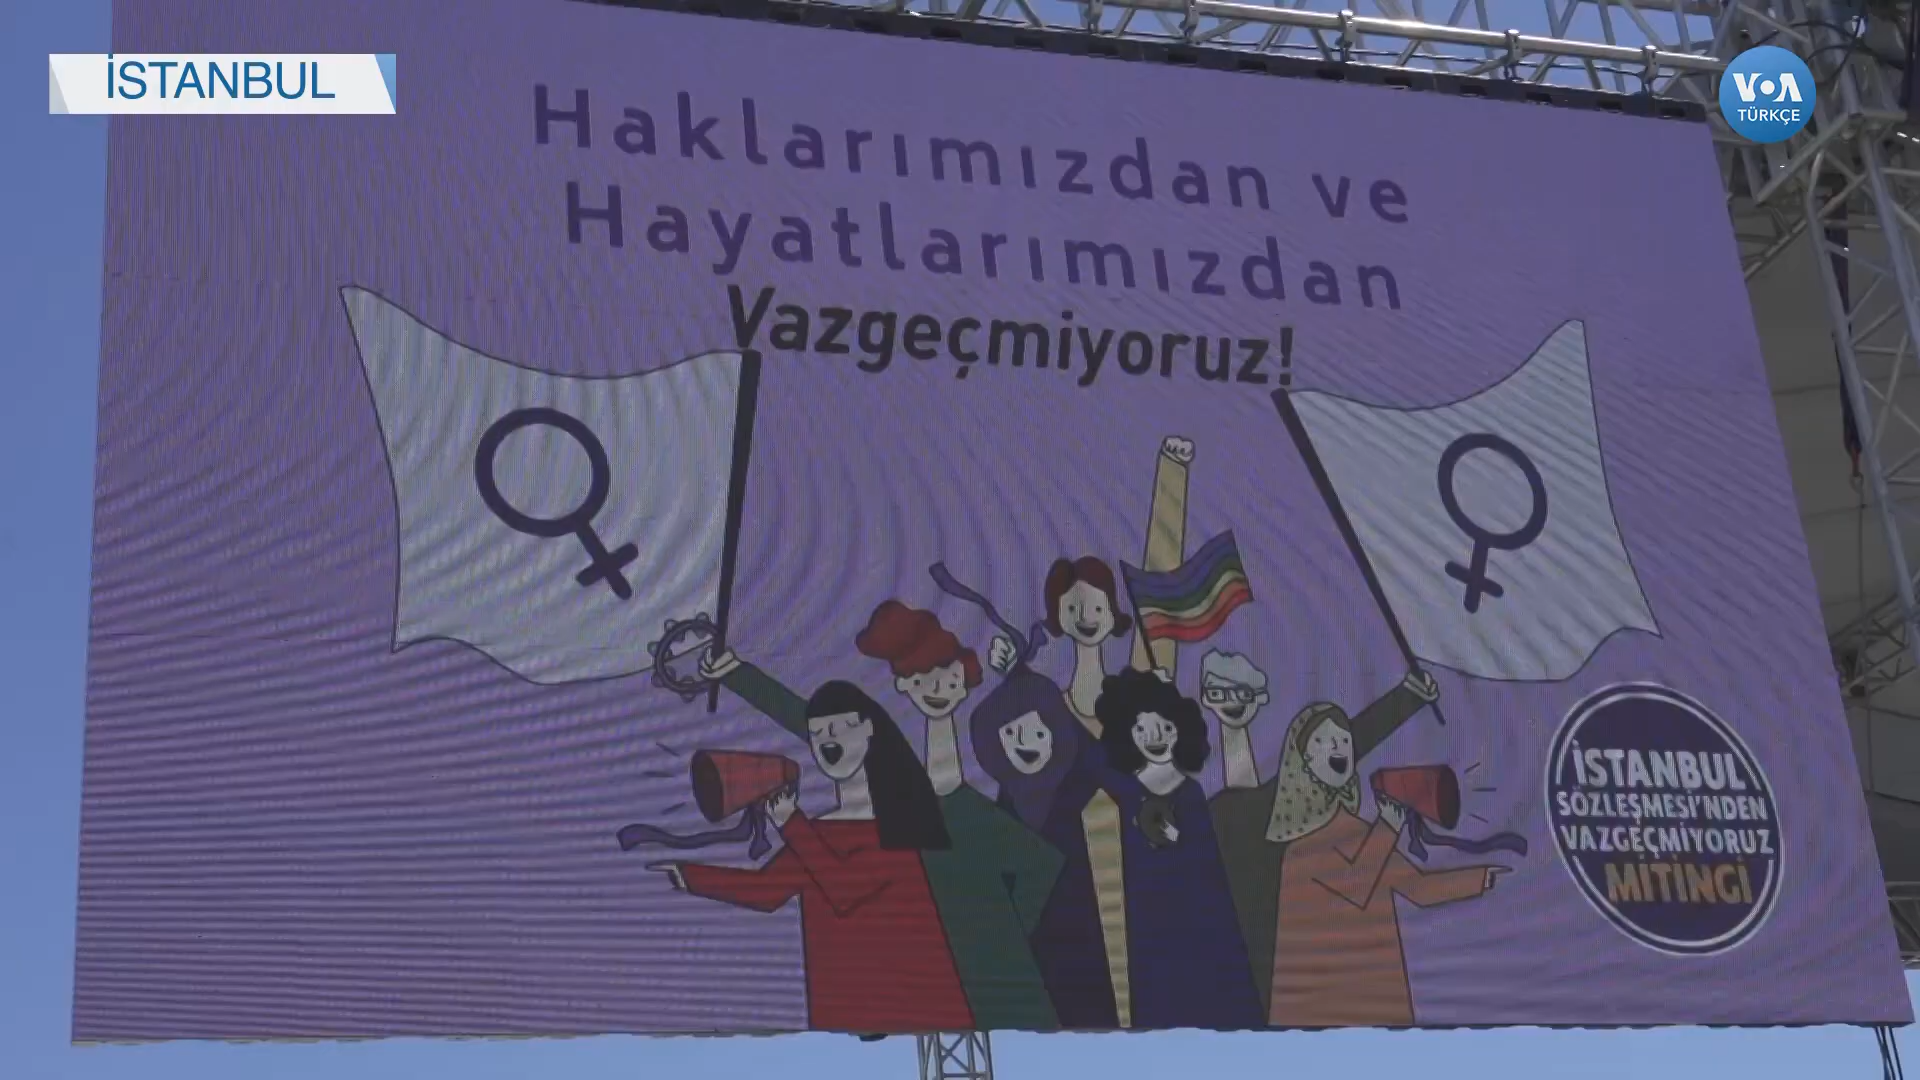 İSTANBUL
VOA
TÜRKÇE
Haklarımızdan ve
Hayatlarımızdan
Vazgeçmiyoruz!
İSTANBUL
SÖZLEŞMESİ'NDEN
VAZGEÇMİYORUZ
MİTİNGİ